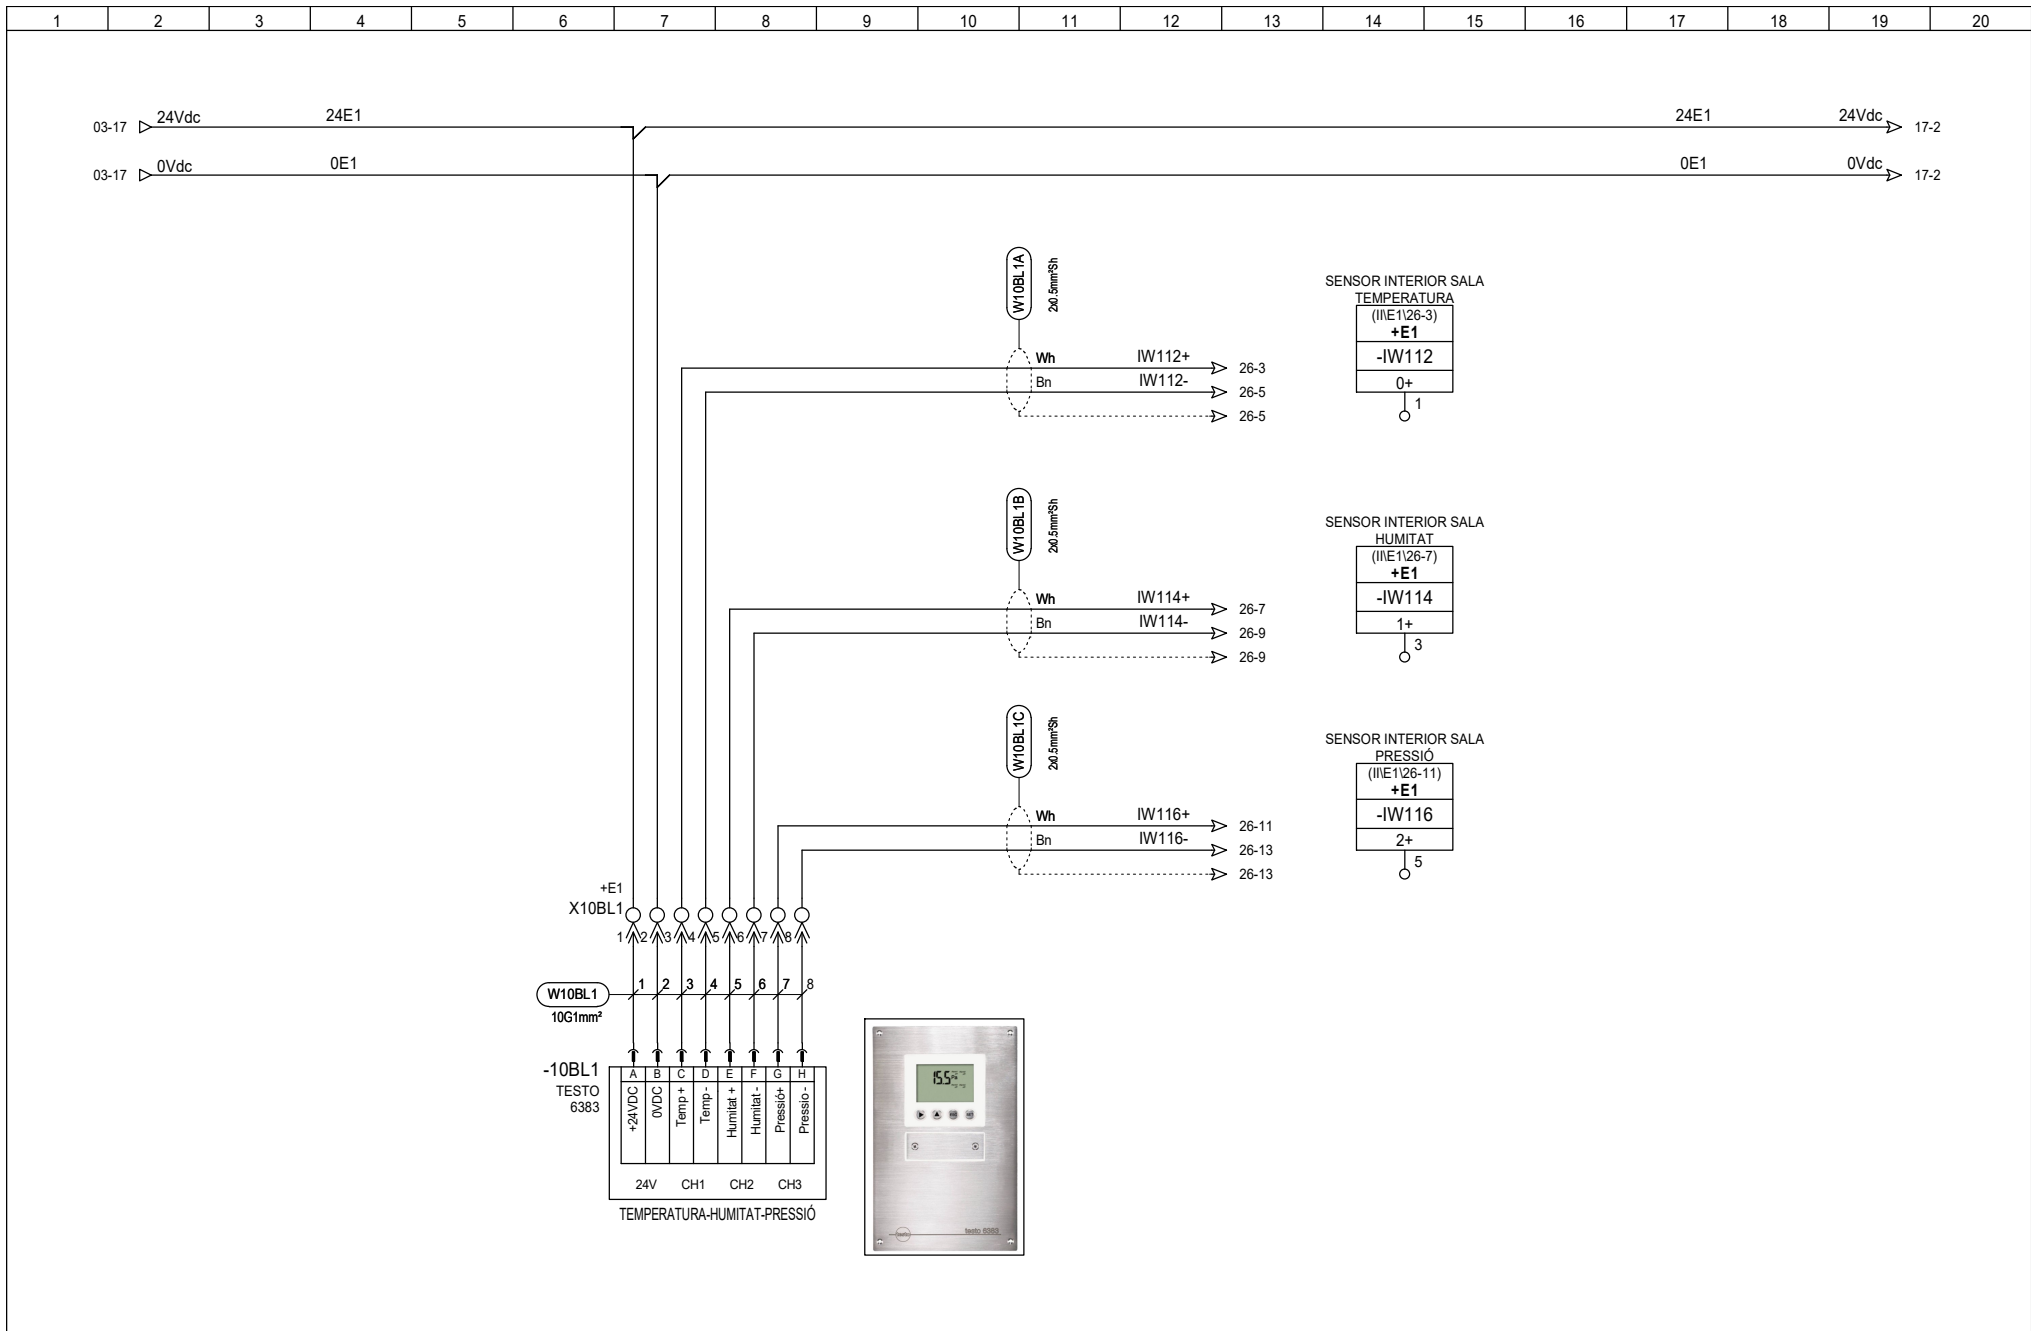 1 2 3 4 5 6 7 8 9 10 11 12 13 14 15 16 17 18 19 20
03-17 24Vdc 24E1 24E1 24Vdc 17-2
03-17 0Vdc 0E1 0E1 0Vdc 17-2
W10BL1A
2x0.5mm²Sh
SENSOR INTERIOR SALA
TEMPERATURA
(II\E1\26-3)
+E1
-IW112
0+
1
Wh IW112+ 26-3
Bn IW112- 26-5
26-5
W10BL1B
2x0.5mm²Sh
SENSOR INTERIOR SALA
HUMITAT
(II\E1\26-7)
+E1
-IW114
1+
3
Wh IW114+ 26-7
Bn IW114- 26-9
26-9
W10BL1C
2x0.5mm²Sh
SENSOR INTERIOR SALA
PRESSIÓ
(II\E1\26-11)
+E1
-IW116
2+
5
Wh IW116+ 26-11
Bn IW116- 26-13
26-13
+E1
X10BL1
1 2 3 4 5 6 7 8
W10BL1
10G1mm²
1 2 3 4 5 6 7 8
-10BL1
TESTO
6383
A B C D E F G H
+24VDC
0VDC
Temp +
Temp -
Humitat +
Humitat -
Pressió+
Pressio -
24V CH1 CH2 CH3
TEMPERATURA-HUMITAT-PRESSIÓ
15.5 Pa
testo
testo 6383